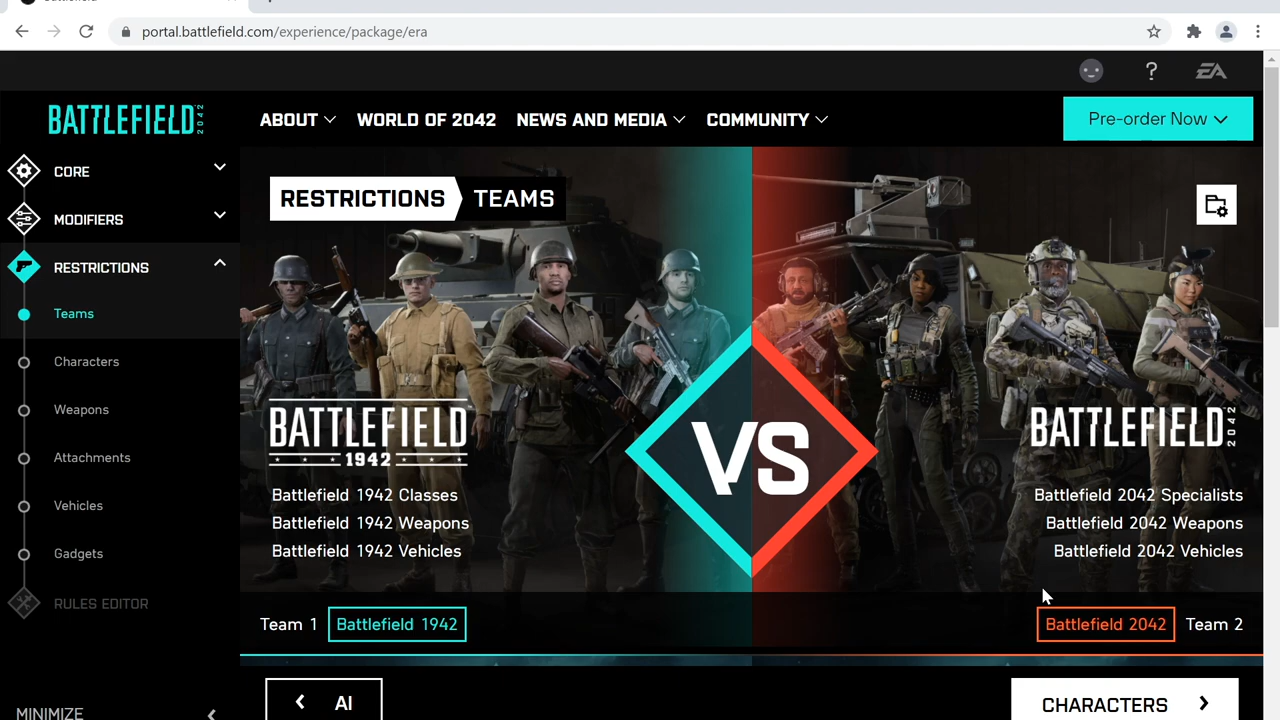 portal.battlefield.com/experience/package/era
BATTLEFIELD 2042
ABOUT
WORLD OF 2042
NEWS AND MEDIA
COMMUNITY
Pre-order Now
CORE
MODIFIERS
RESTRICTIONS
Teams
Characters
Weapons
Attachments
Vehicles
Gadgets
RULES EDITOR
MINIMIZE
RESTRICTIONS TEAMS
BATTLEFIELD
1942
Battlefield 1942 Classes
Battlefield 1942 Weapons
Battlefield 1942 Vehicles
VS
BATTLEFIELD 2042
Battlefield 2042 Specialists
Battlefield 2042 Weapons
Battlefield 2042 Vehicles
Team 1 Battlefield 1942
Battlefield 2042 Team 2
AI
CHARACTERS